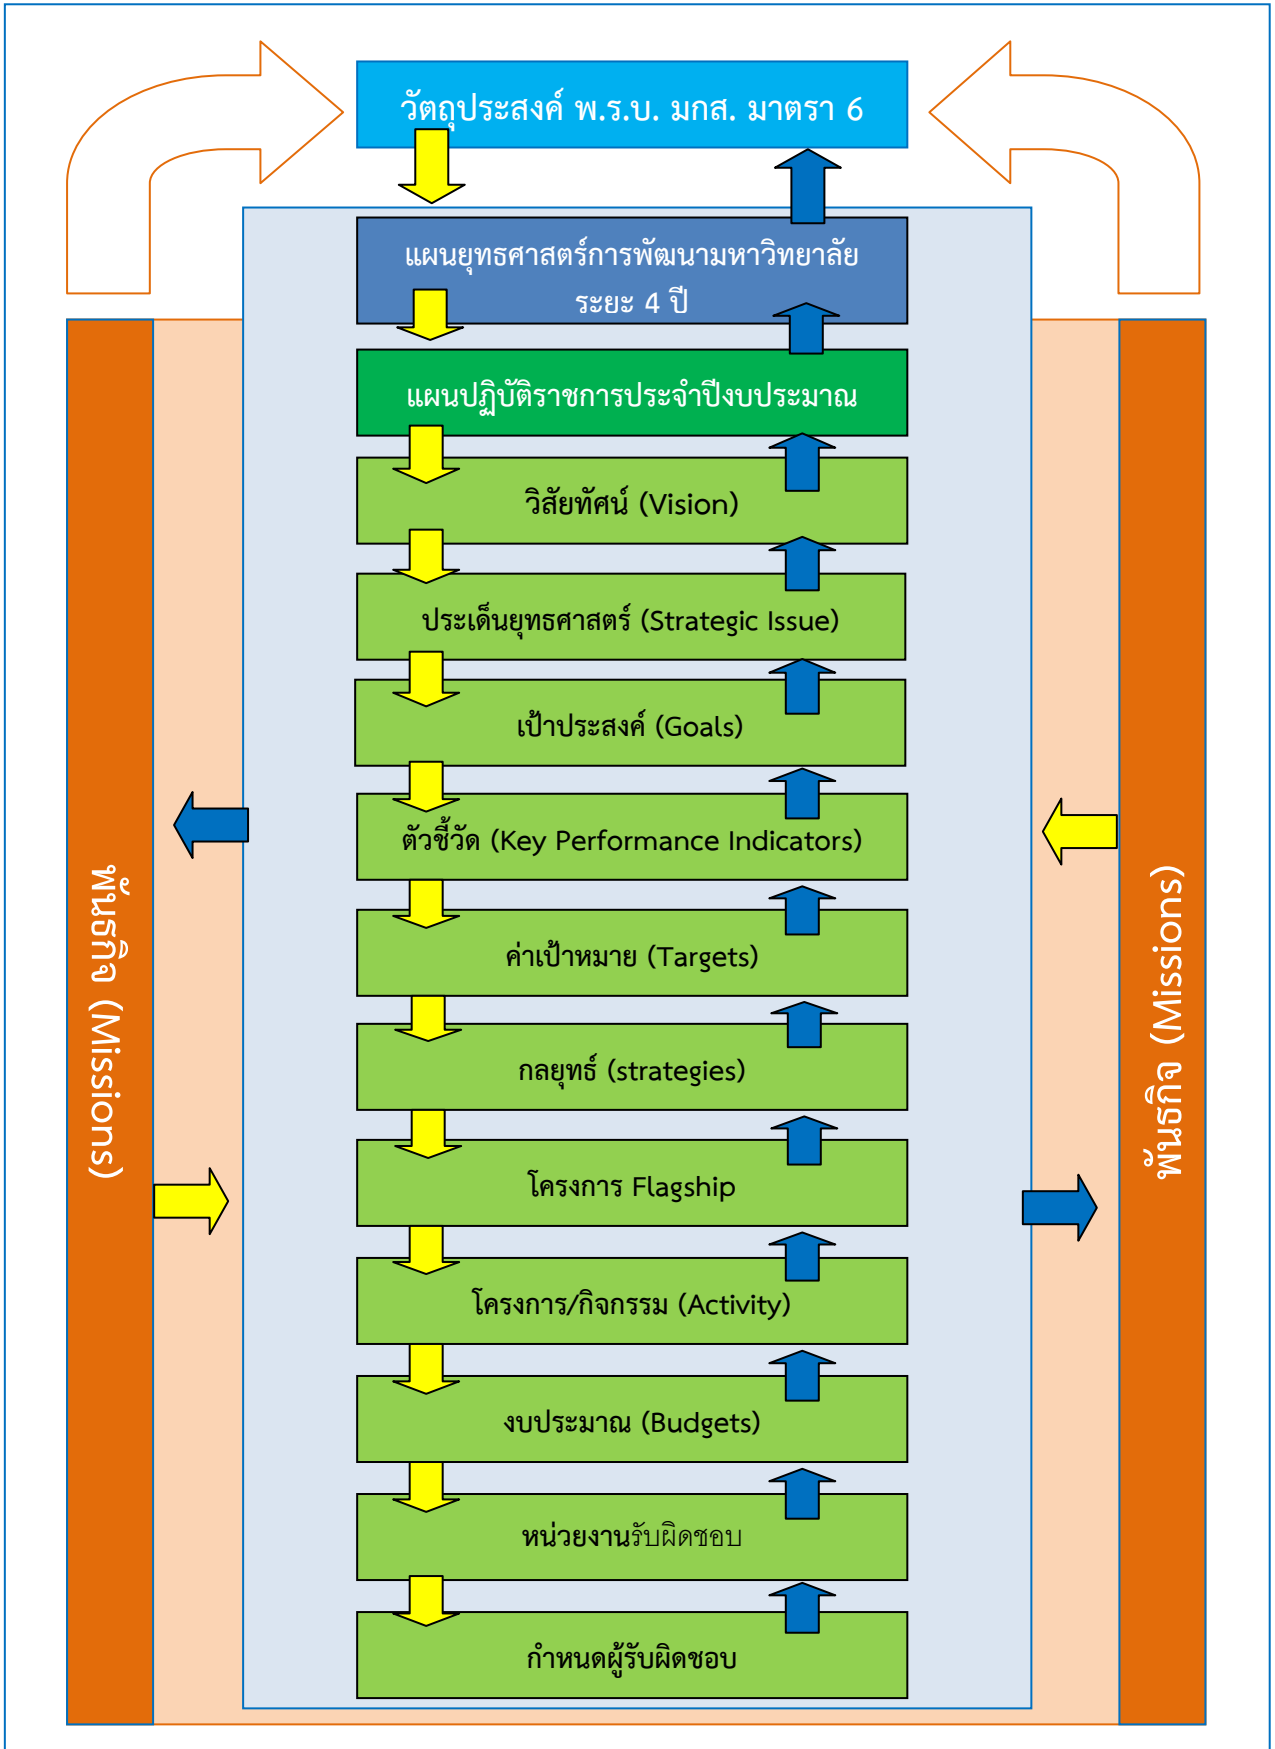 วัตถุประสงค์ พ.ร.บ. มกส. มาตรา 6
แผนยุทธศาสตร์การพัฒนามหาวิทยาลัย
ระยะ 4 ปี
แผนปฏิบัติราชการประจำปีงบประมาณ
วิสัยทัศน์ (Vision)
ประเด็นยุทธศาสตร์ (Strategic Issue)
เป้าประสงค์ (Goals)
ตัวชี้วัด (Key Performance Indicators)
ค่าเป้าหมาย (Targets)
กลยุทธ์ (strategies)
โครงการ Flagship
โครงการ/กิจกรรม (Activity)
งบประมาณ (Budgets)
หน่วยงานรับผิดชอบ
กำหนดผู้รับผิดชอบ
พันธกิจ (Missions)
พันธกิจ (Missions)